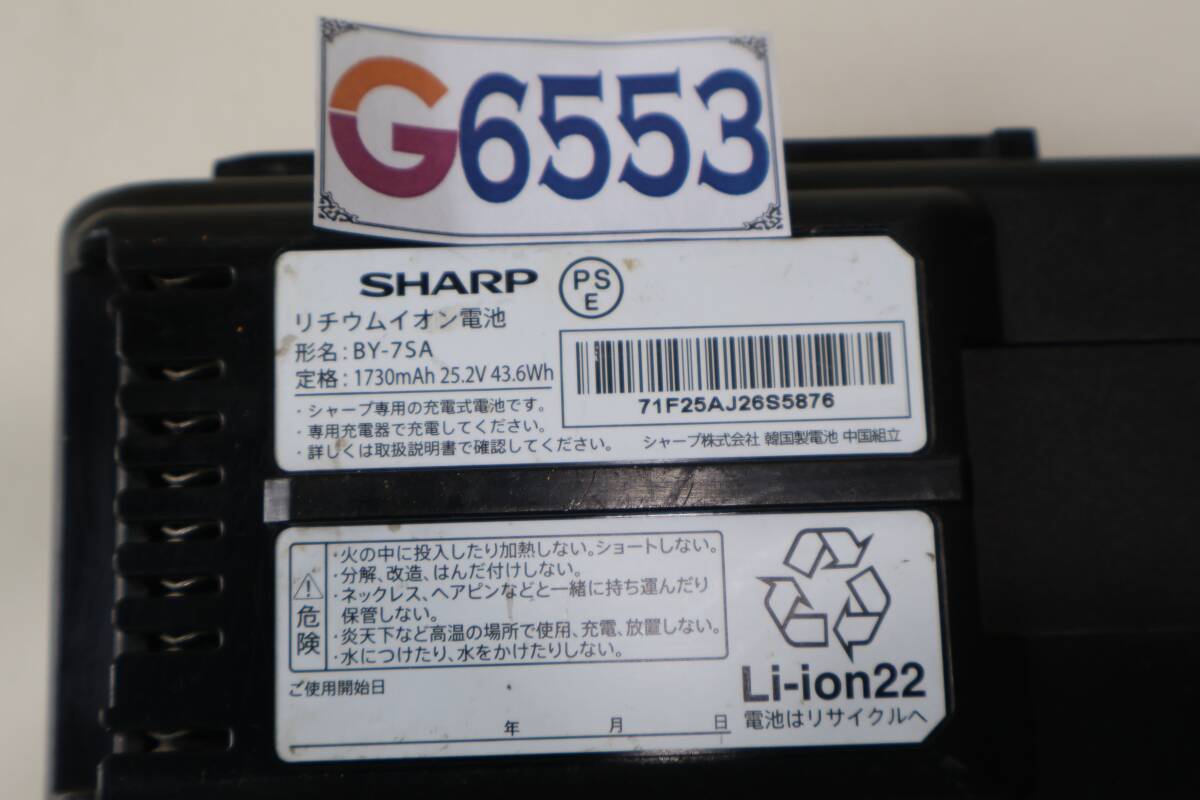 G6553
SHARP
PS
E
リチウムイオン電池
形名:BY-7SA
定格:1730mAh 25.2V 43.6Wh
・シャープ専用の充電式電池です。
・専用充電器で充電してください。
・詳しくは取扱説明書で確認してください。
71F25AJ26S5876
シャープ株式会社 韓国製電池 中国組立
危険
・火の中に投入したり加熱しない。ショートしない。
・分解、改造、はんだ付けしない。
・ネックレス、ヘアピンなどと一緒に持ち運んだり
保管しない。
・炎天下など高温の場所で使用、充電、放置しない。
・水につけたり、水をかけたりしない。
ご使用開始日
年 月 日
Li-ion22
電池はリサイクルへ